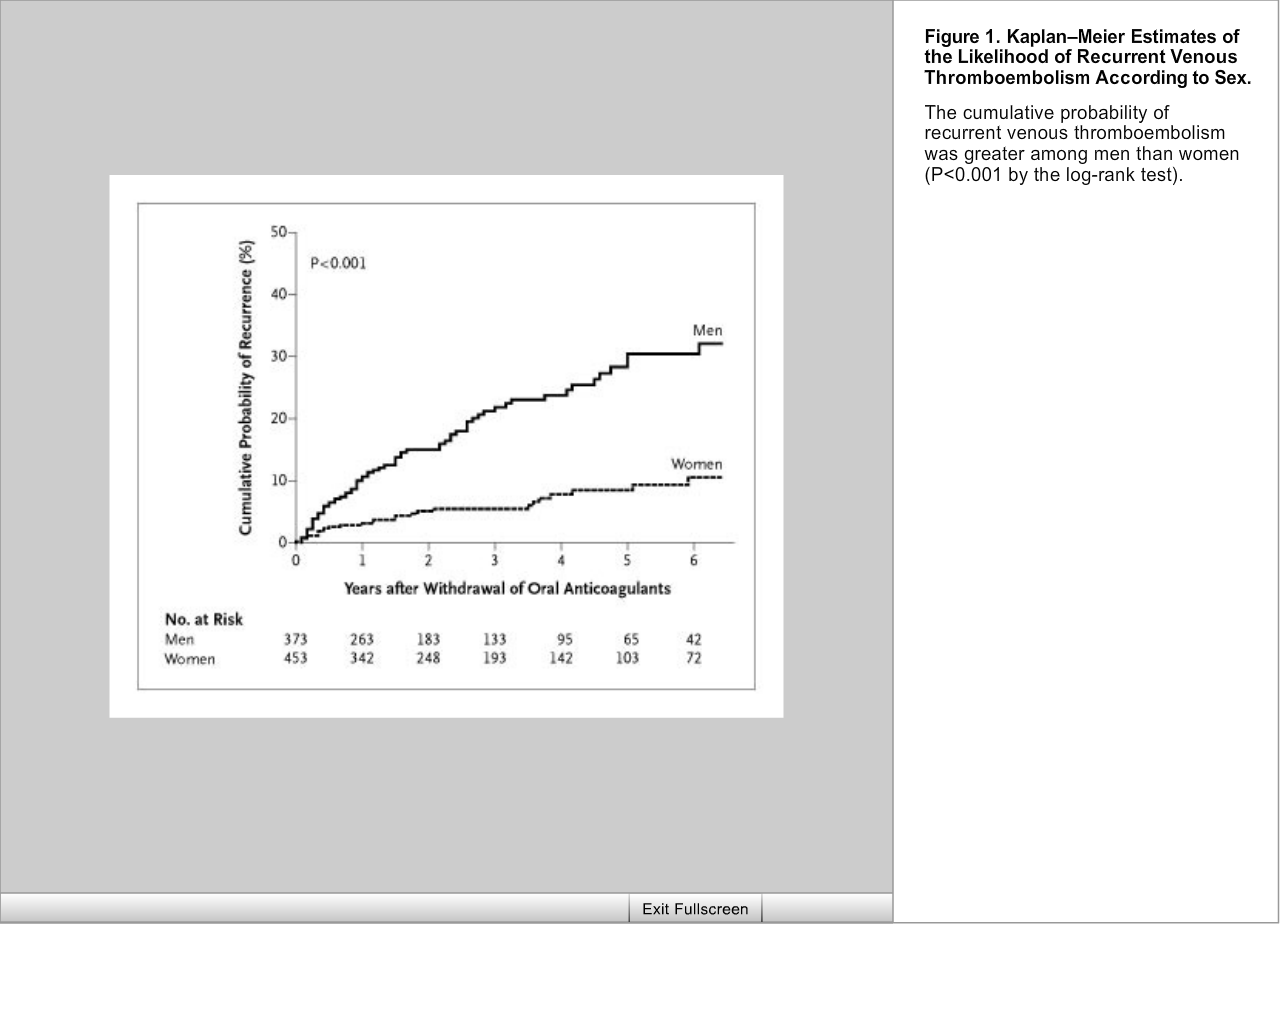 Figure 1. Kaplan–Meier Estimates of
the Likelihood of Recurrent Venous
Thromboembolism According to Sex.
The cumulative probability of
recurrent venous thromboembolism
was greater among men than women
(P<0.001 by the log-rank test).
Cumulative Probability of Recurrence (%)
50
40
30
20
10
0
P<0.001
Men
Women
0 1 2 3 4 5 6
Years after Withdrawal of Oral Anticoagulants
No. at Risk
Men 373 263 183 133 95 65 42
Women 453 342 248 193 142 103 72
Exit Fullscreen